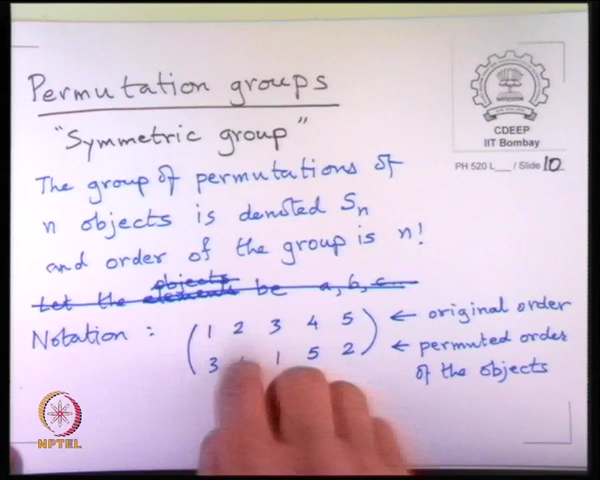 Permutation groups
"Symmetric group"
The group of permutations of
n objects is denoted Sn
and order of the group is n!
objects
Let the elements be a, b, c...
Notation : ( 1 2 3 4 5 ) ← original order
3 1 5 2 ← permuted order
of the objects
CDEEP
IIT Bombay
PH 520 L___ / Slide 10
NPTEL